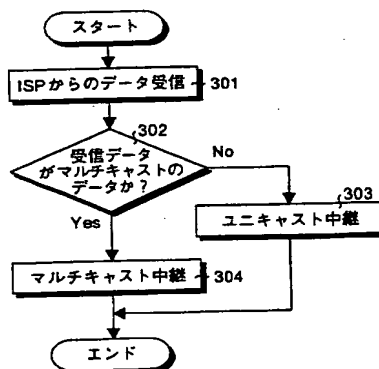 スタート
ISPからのデータ受信
301
302
受信データ
がマルチキャストの
データか？
No
Yes
303
ユニキャスト中継
マルチキャスト中継
304
エンド